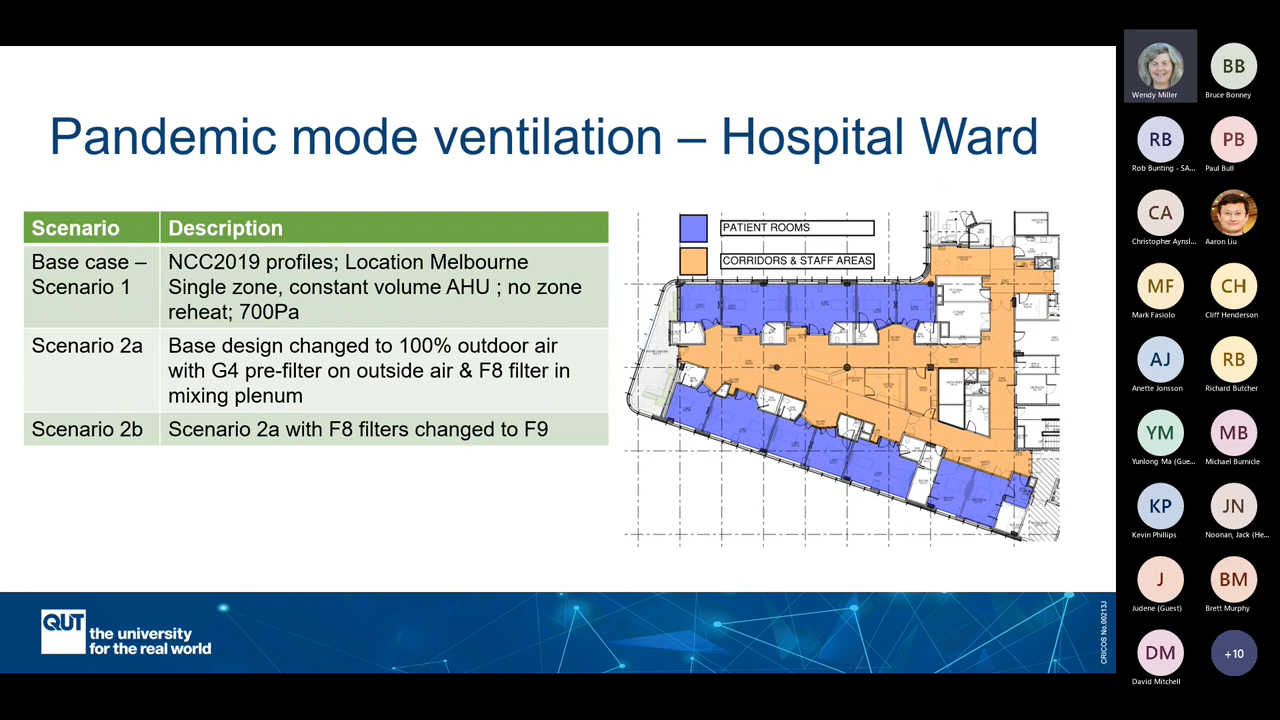 Pandemic mode ventilation – Hospital Ward
Scenario
Description
Base case –
Scenario 1
NCC2019 profiles; Location Melbourne
Single zone, constant volume AHU ; no zone
reheat; 700Pa
Scenario 2a
Base design changed to 100% outdoor air
with G4 pre-filter on outside air & F8 filter in
mixing plenum
Scenario 2b
Scenario 2a with F8 filters changed to F9
PATIENT ROOMS
CORRIDORS & STAFF AREAS
QUT
the university
for the real world
CRICOS No.00213J
Wendy Miller
BB
Bruce Bonney
RB
Rob Bunting - SA...
PB
Paul Bull
CA
Christopher Aynsl...
Aaron Liu
MF
Mark Fasiolo
CH
Cliff Henderson
AJ
Anette Jonsson
RB
Richard Butcher
YM
Yunlong Ma (Gue...
MB
Michael Burnicle
KP
Kevin Phillips
JN
Noonan, Jack (He...
J
Judene (Guest)
BM
Brett Murphy
DM
David Mitchell
+10